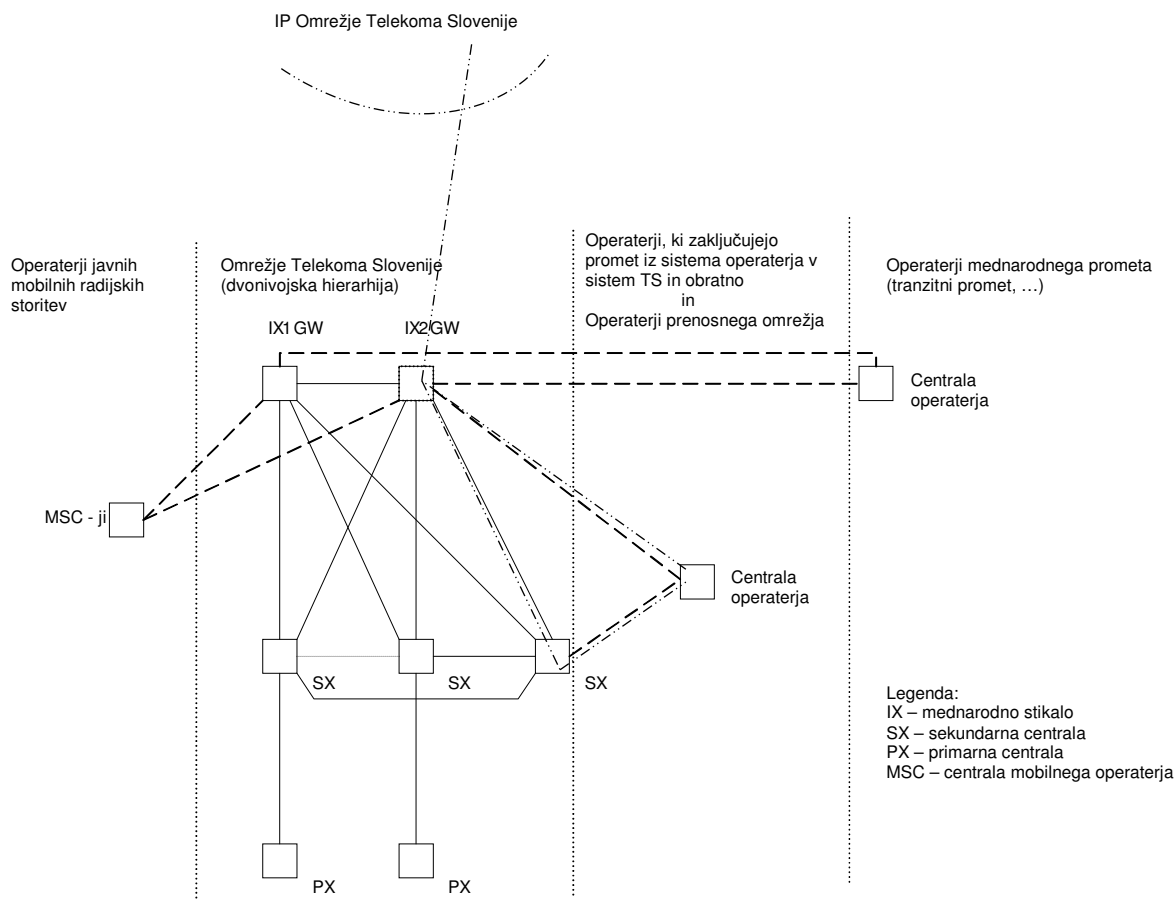 IP Omrežje Telekoma Slovenije
Operaterji javnih
mobilnih radijskih
storitev
Omrežje Telekoma Slovenije
(dvonivojska hierarhija)
Operaterji, ki zaključujejo
promet iz sistema operaterja v
sistem TS in obratno
in
Operaterji prenosnega omrežja
Operaterji mednarodnega prometa
(tranzitni promet, ...)
IX1 GW
IX2 GW
Centrala
operaterja
MSC - ji
Centrala
operaterja
SX
SX
SX
PX
PX
Legenda:
IX – mednarodno stikalo
SX – sekundarna centrala
PX – primarna centrala
MSC – centrala mobilnega operaterja